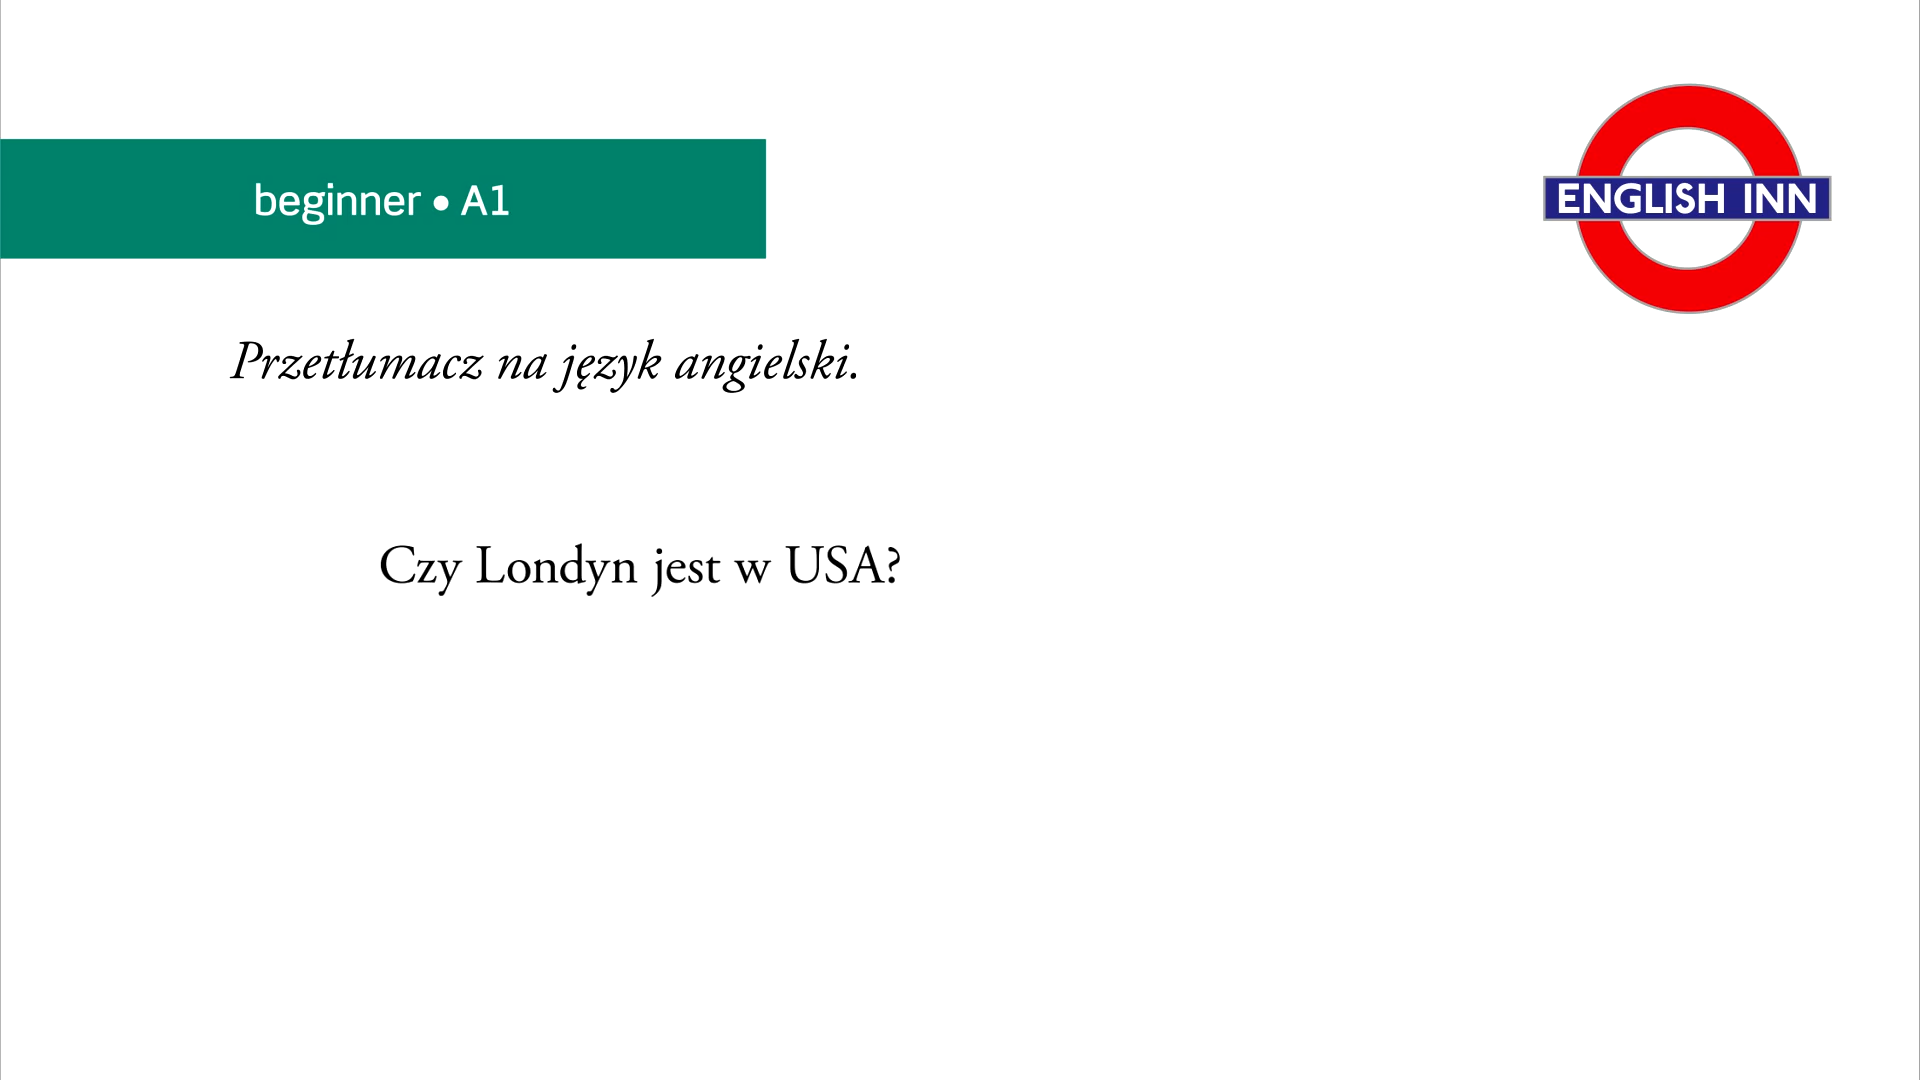 ENGLISH INN
beginner • A1
Przetłumacz na język angielski.
Czy Londyn jest w USA?